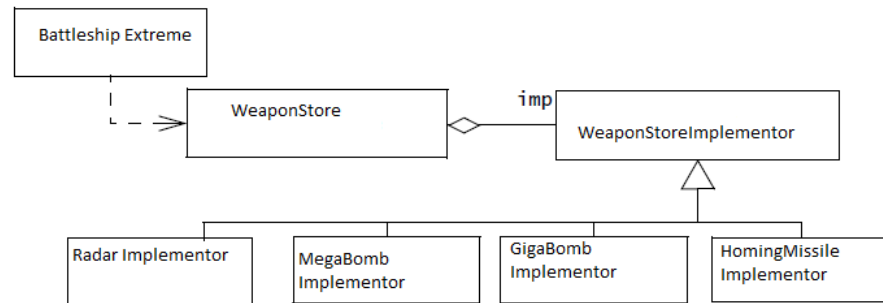 Battleship Extreme
WeaponStore
imp
WeaponStoreImplementor
Radar Implementor
MegaBomb
Implementor
GigaBomb
Implementor
HomingMissile
Implementor